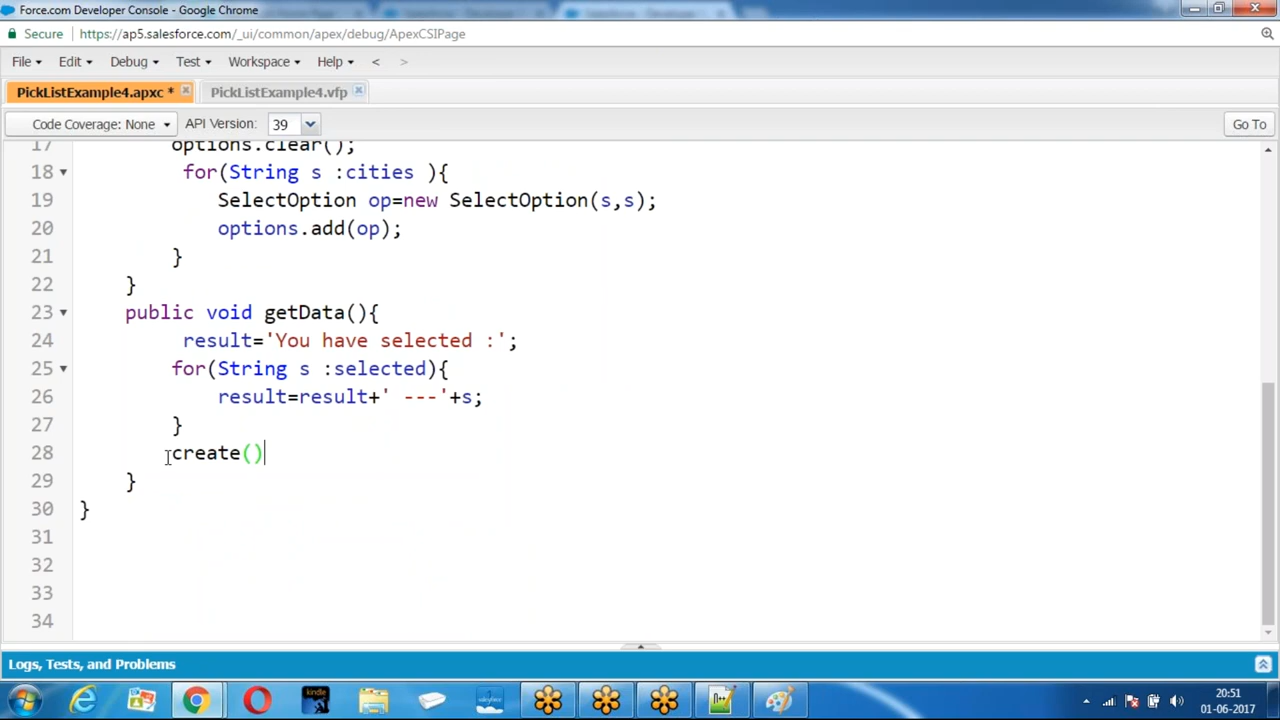 Force.com Developer Console - Google Chrome
Secure https://ap5.salesforce.com/_ui/common/apex/debug/ApexCSIPage
File Edit Debug Test Workspace Help < >
PickListExample4.apxc * PickListExample4.vfp
Code Coverage: None API Version: 39 Go To
17 options.clear();
18 for(String s :cities ){
19 SelectOption op=new SelectOption(s,s);
20 options.add(op);
21 }
22 }
23 public void getData(){
24 result='You have selected :';
25 for(String s :selected){
26 result=result+' ---'+s;
27 }
28 create()
29 }
30 }
31
32
33
34
Logs, Tests, and Problems
kindle
20:51
01-06-2017